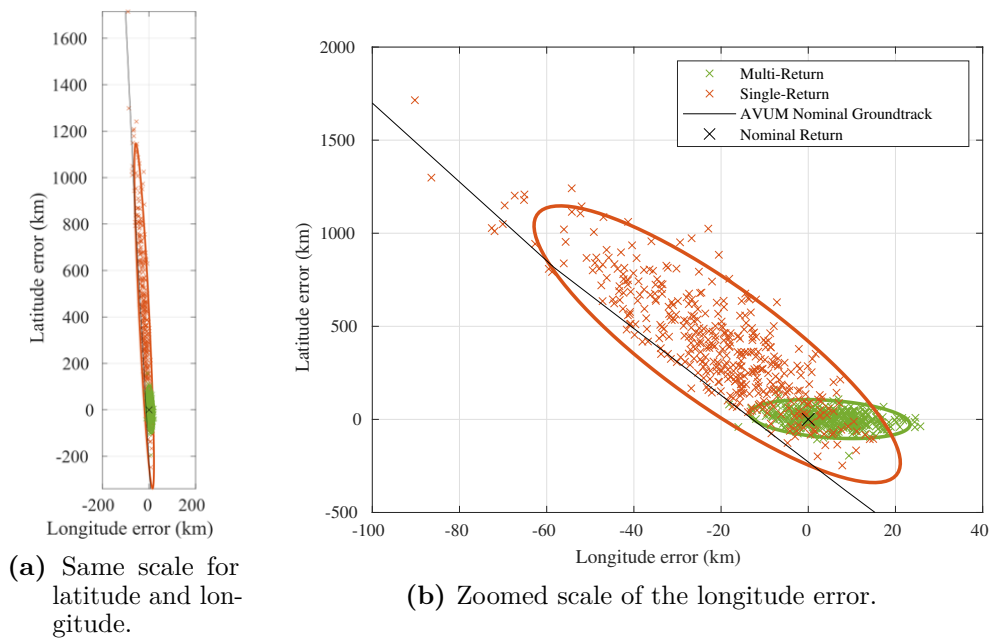 1600
1400
1200
1000
800
600
400
200
0
-200
Latitude error (km)
200
0
200
Longitude error (km)
(a) Same scale for
latitude and lon-
gitude.
2000
1500
1000
500
0
-500
Latitude error (km)
-100
-80
-60
-40
-20
0
20
40
Longitude error (km)
Multi-Return
Single-Return
AVUM Nominal Groundtrack
Nominal Return
(b) Zoomed scale of the longitude error.